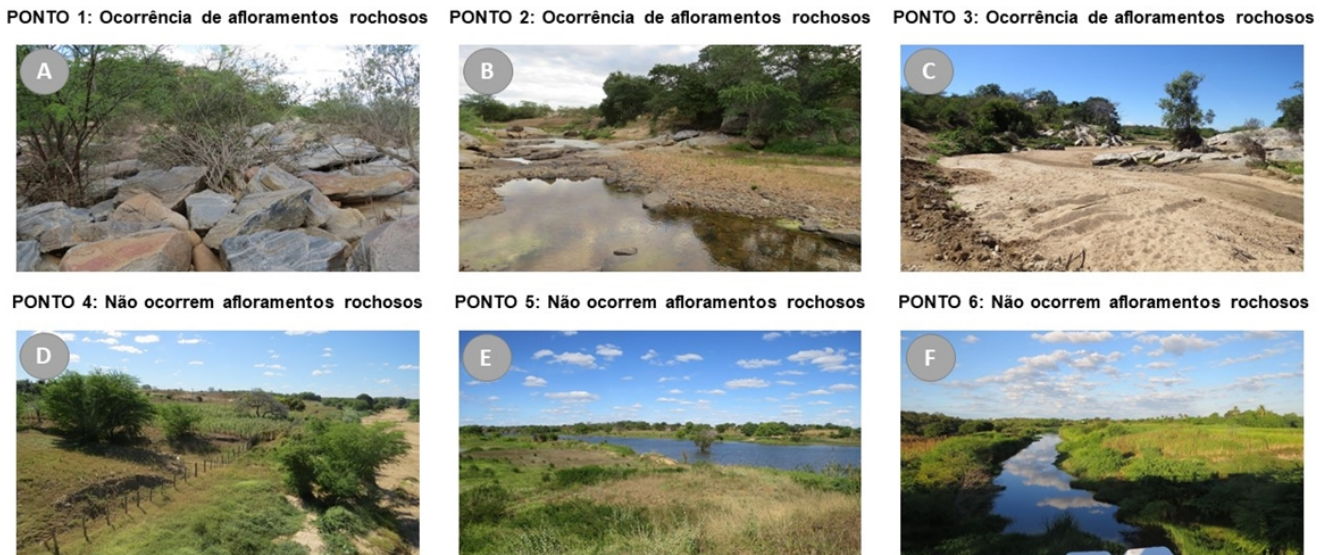 PONTO 1: Ocorrência de afloramentos rochosos
PONTO 2: Ocorrência de afloramentos rochosos
PONTO 3: Ocorrência de afloramentos rochosos
A
B
C
PONTO 4: Não ocorrem afloramentos rochosos
PONTO 5: Não ocorrem afloramentos rochosos
PONTO 6: Não ocorrem afloramentos rochosos
D
E
F